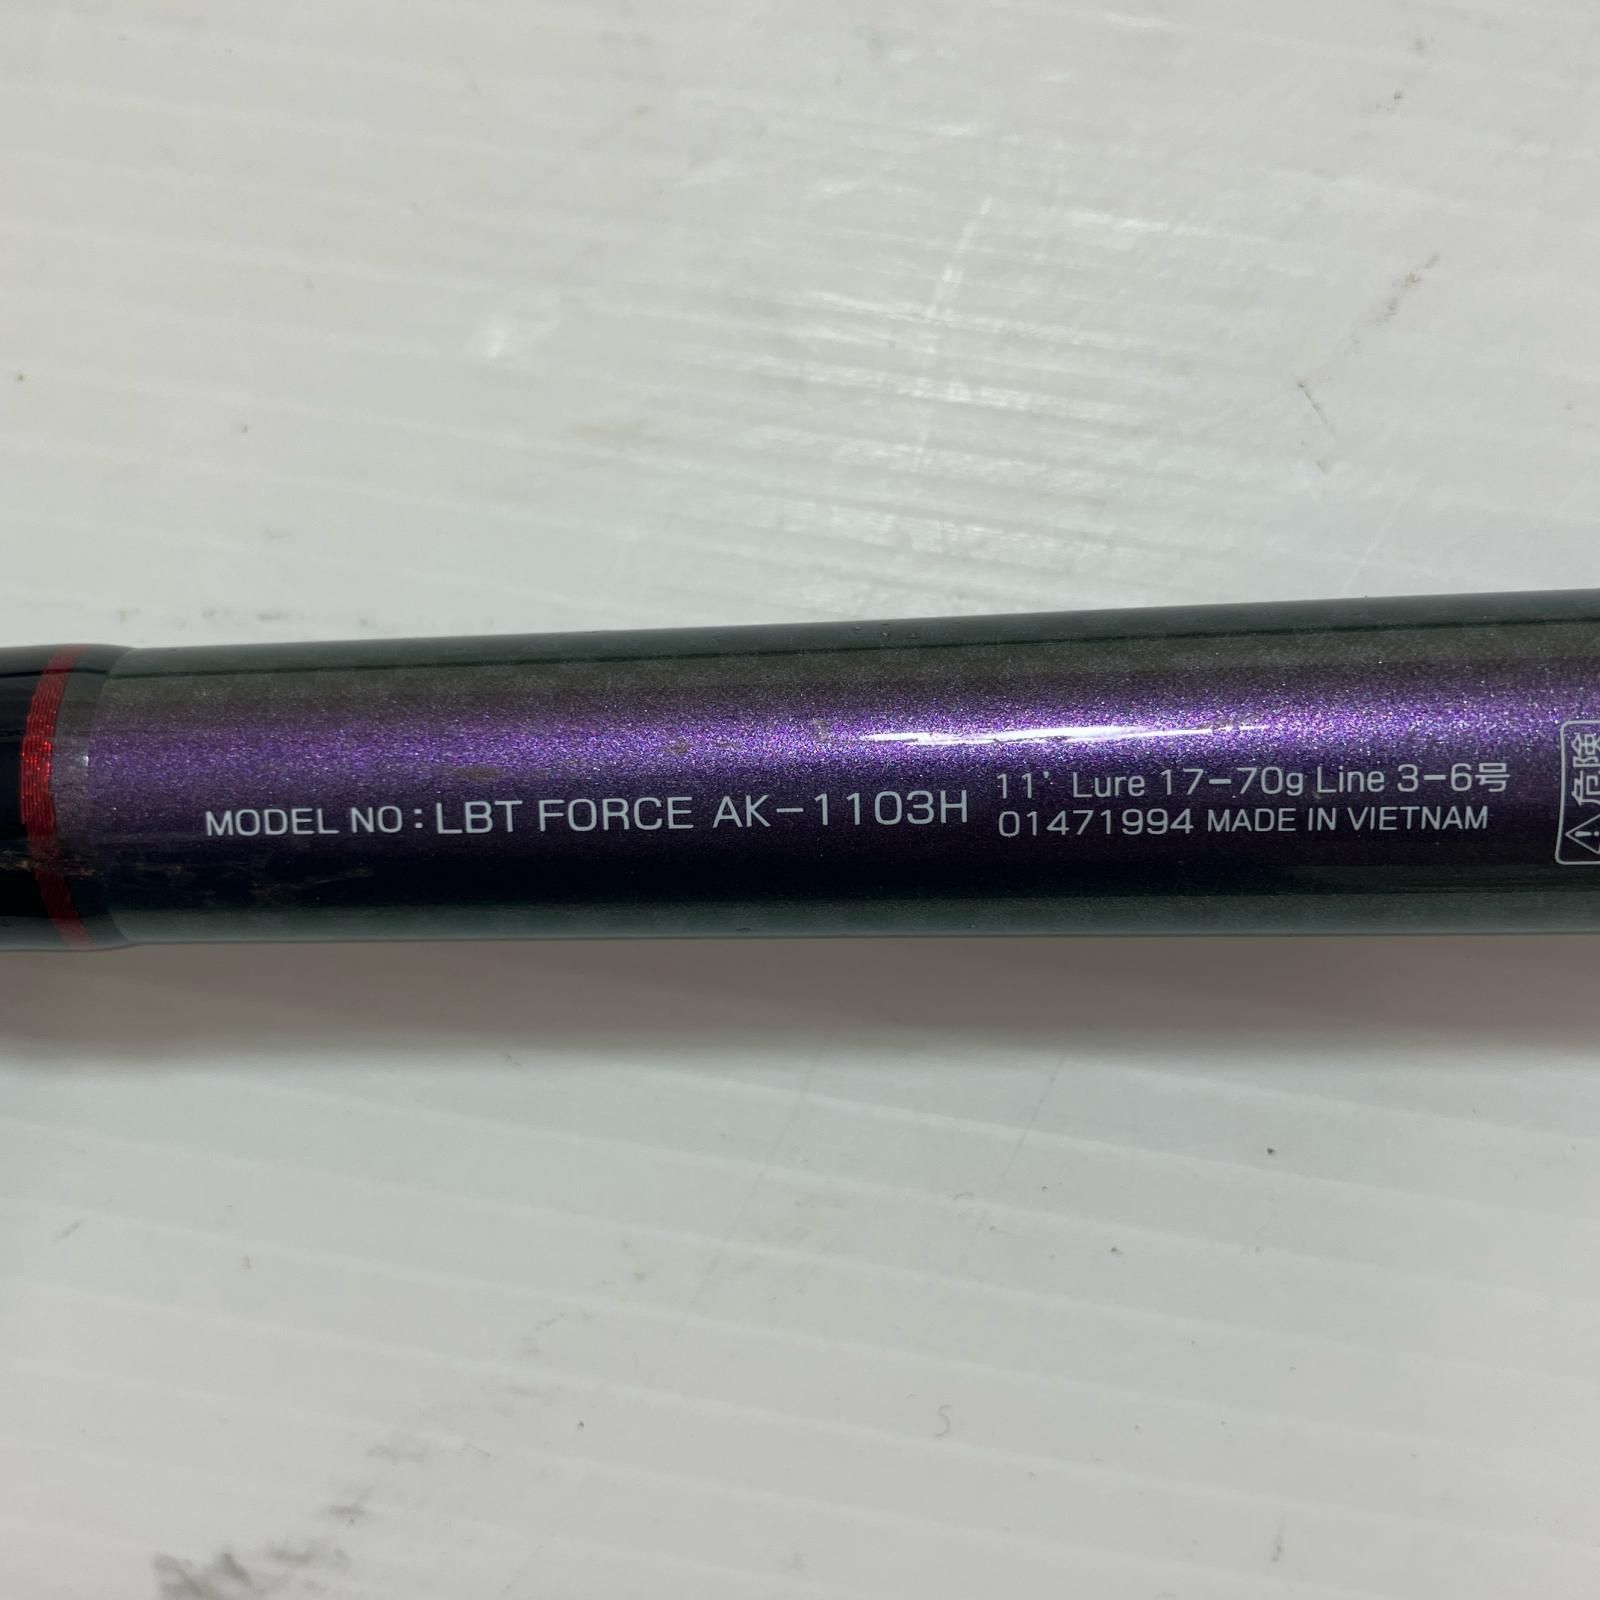 MODEL NO : LBT FORCE AK-1103H
11' Lure 17-70g Line 3-6号
01471994 MADE IN VIETNAM
危険